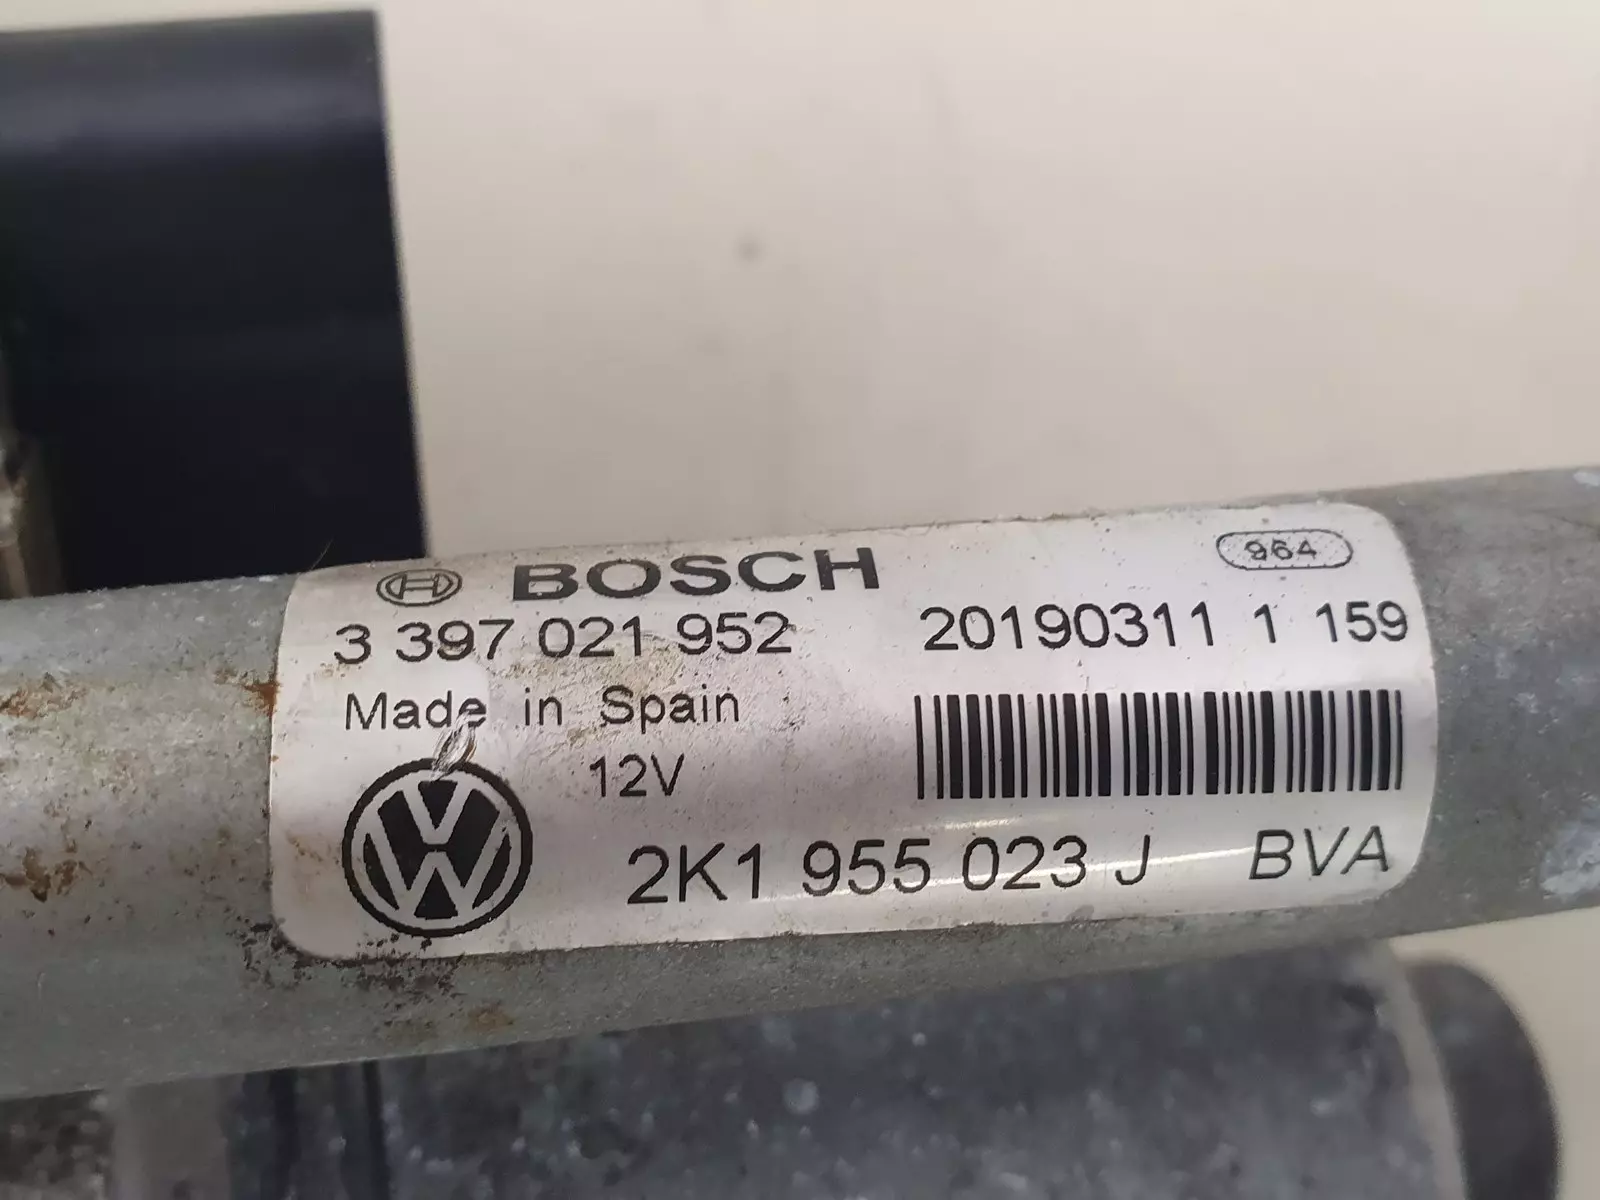 964
BOSCH
3 397 021 952 20190311 1 159
Made in Spain
12V
2K1 955 023 J BVA